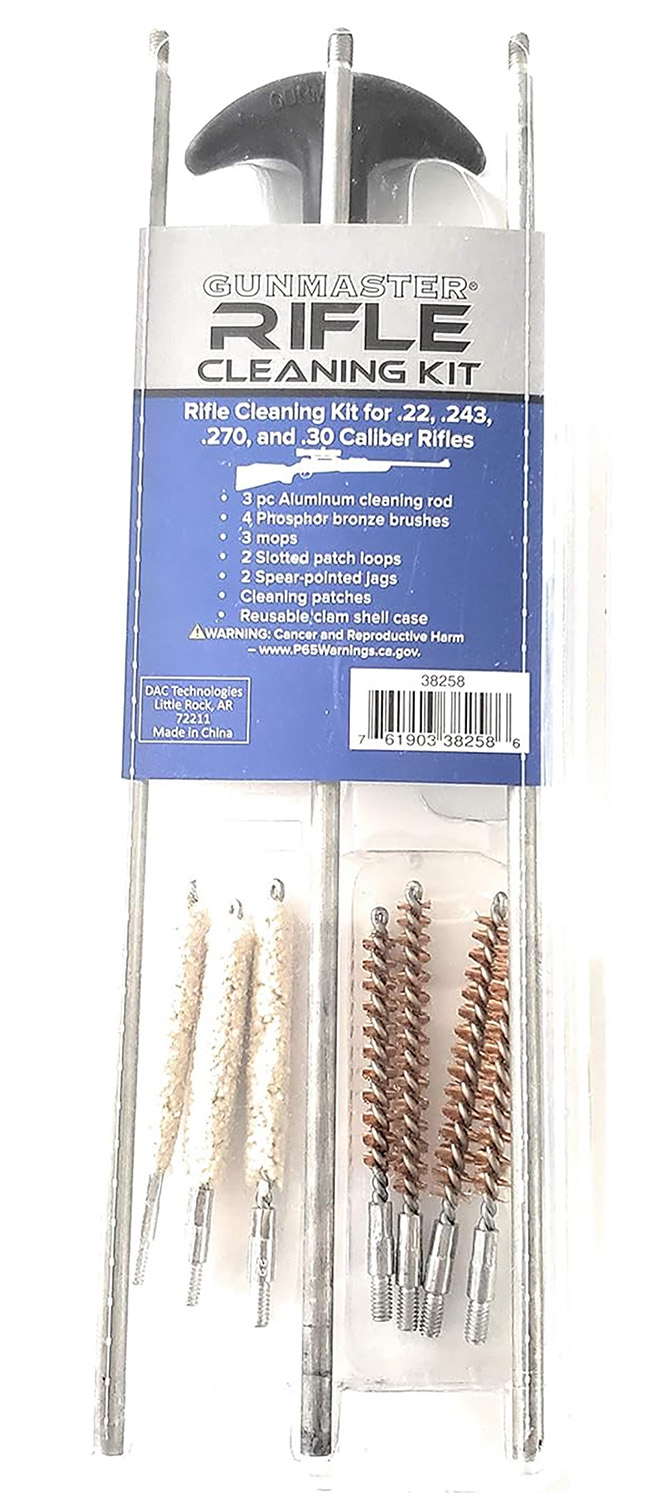 GUNM
GUNMASTER®
RIFLE
CLEANING KIT
Rifle Cleaning Kit for .22, .243,
.270, and .30 Caliber Rifles
• 3 pc Aluminum cleaning rod
• 4 Phosphor bronze brushes
• 3 mops
• 2 Slotted patch loops
• 2 Spear-pointed jags
• Cleaning patches
• Reusable clam shell case
⚠WARNING: Cancer and Reproductive Harm
– www.P65Warnings.ca.gov.
DAC Technologies
Little Rock, AR
72211
Made in China
38258
7 61903 38258 6